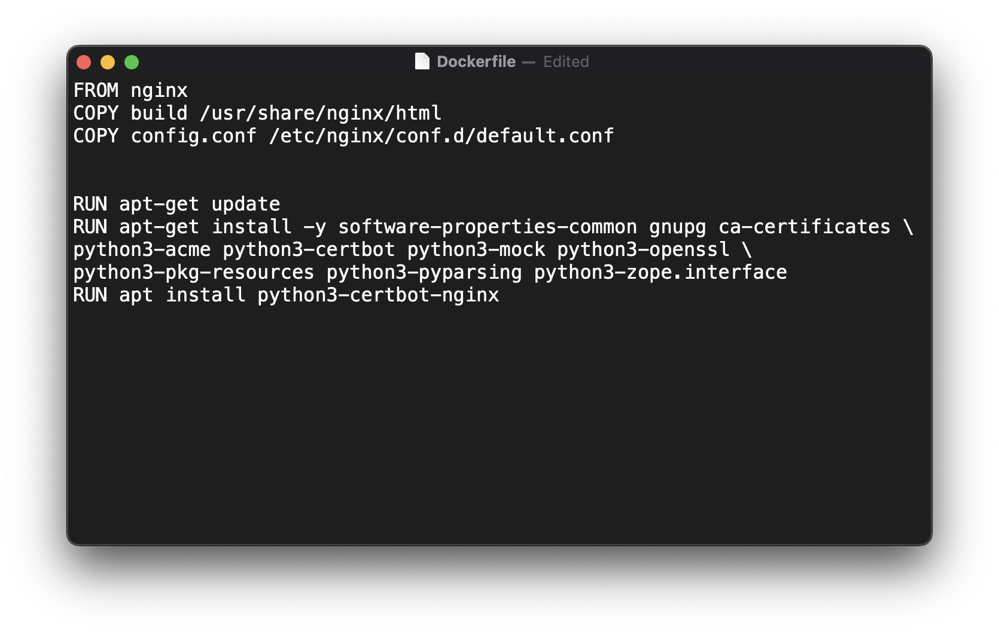 Dockerfile — Edited
FROM nginx
COPY build /usr/share/nginx/html
COPY config.conf /etc/nginx/conf.d/default.conf
RUN apt-get update
RUN apt-get install -y software-properties-common gnupg ca-certificates \
python3-acme python3-certbot python3-mock python3-openssl \
python3-pkg-resources python3-pyparsing python3-zope.interface
RUN apt install python3-certbot-nginx